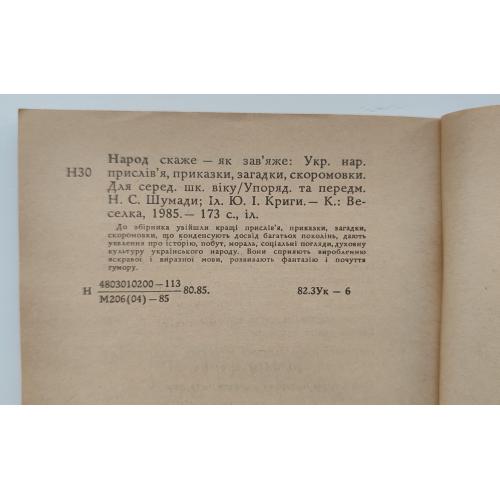 Народ скаже — як зав'яже: Укр. нар.
Н30 прислів'я, приказки, загадки, скоромовки.
Для серед. шк. віку/Упоряд. та передм.
Н. С. Шумади; Іл. Ю. І. Криги.— К.: Ве-
селка, 1985.— 173 с., іл.
До збірника увійшли кращі прислів'я, приказки, загадки,
скоромовки, що конденсують досвід багатьох поколінь, дають
уявлення про історію, побут, мораль, соціальні погляди,духовну
культуру українського народу. Вони сприяють виробленню
яскравої і виразної мови, розвивають фантазію і почуття
гумору.
4803010200—113
Н 80.85. 82.3Ук — 6
М206(04)—85